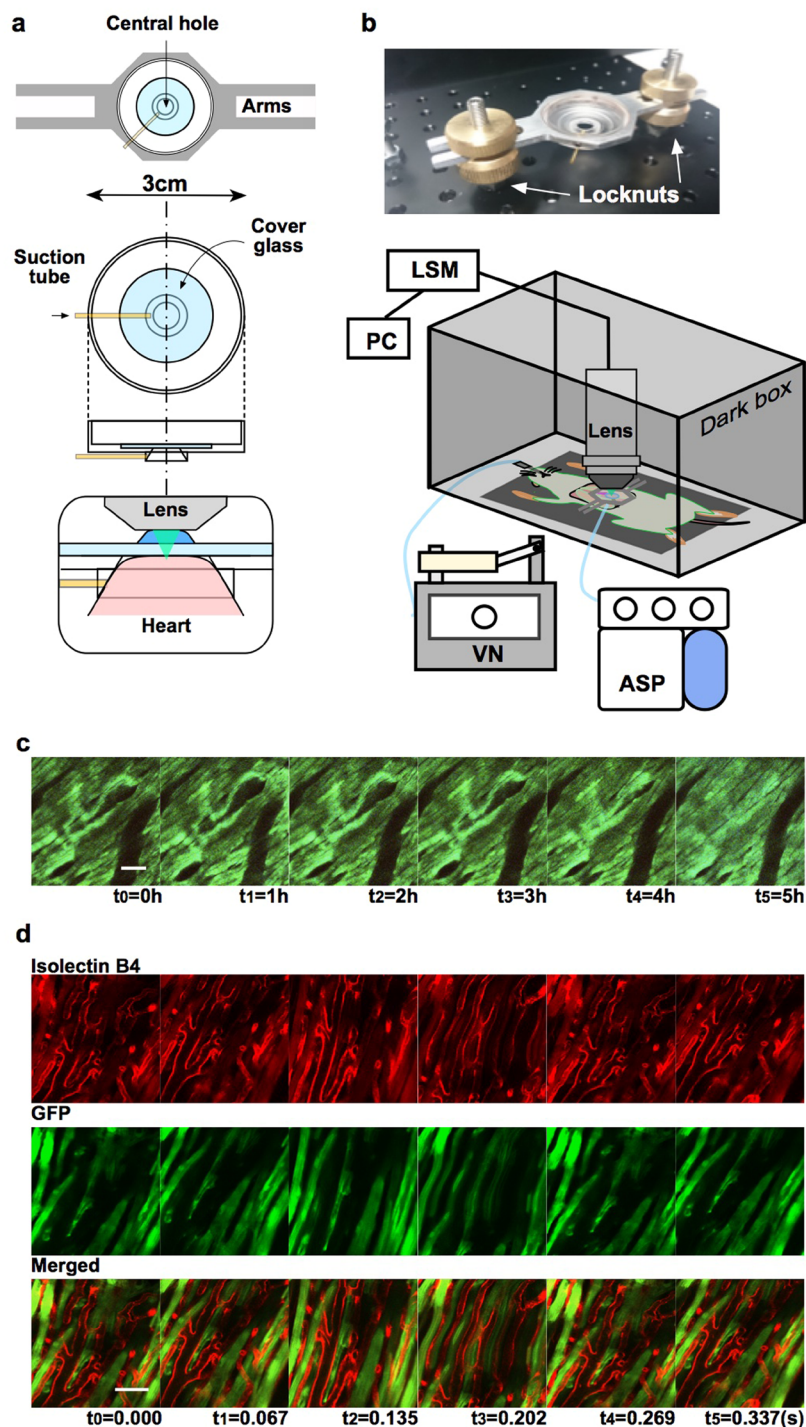 a
Central hole
Arms
3cm
Cover
glass
Suction
tube
Lens
Heart
b
Locknuts
LSM
PC
Dark box
Lens
VN
ASP
c
t0=0h t1=1h t2=2h t3=3h t4=4h t5=5h
d
Isolectin B4
GFP
Merged
t0=0.000 t1=0.067 t2=0.135 t3=0.202 t4=0.269 t5=0.337(s)